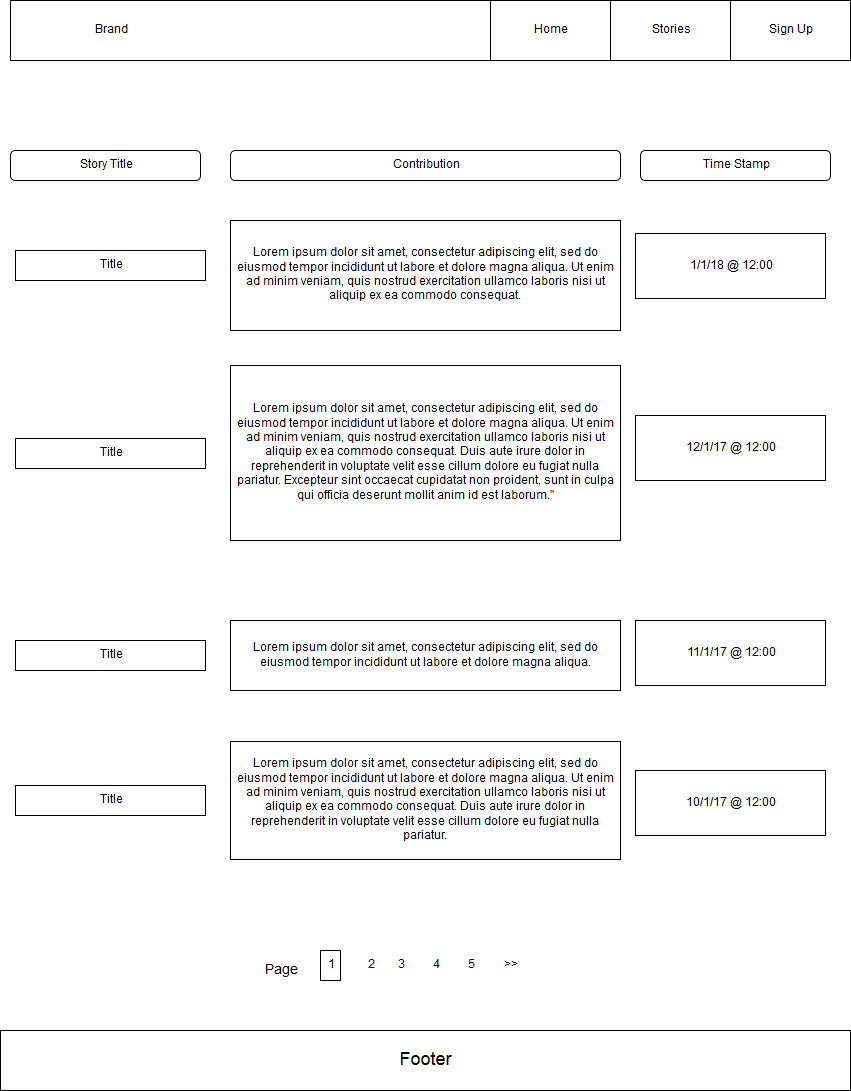 Brand Home Stories Sign Up
Story Title Contribution Time Stamp
Title
Lorem ipsum dolor sit amet, consectetur adipiscing elit, sed do
eiusmod tempor incididunt ut labore et dolore magna aliqua. Ut enim
ad minim veniam, quis nostrud exercitation ullamco laboris nisi ut
aliquip ex ea commodo consequat.
1/1/18 @ 12:00
Title
Lorem ipsum dolor sit amet, consectetur adipiscing elit, sed do
eiusmod tempor incididunt ut labore et dolore magna aliqua. Ut enim
ad minim veniam, quis nostrud exercitation ullamco laboris nisi ut
aliquip ex ea commodo consequat. Duis aute irure dolor in
reprehenderit in voluptate velit esse cillum dolore eu fugiat nulla
pariatur. Excepteur sint occaecat cupidatat non proident, sunt in culpa
qui officia deserunt mollit anim id est laborum."
12/1/17 @ 12:00
Title
Lorem ipsum dolor sit amet, consectetur adipiscing elit, sed do
eiusmod tempor incididunt ut labore et dolore magna aliqua.
11/1/17 @ 12:00
Title
Lorem ipsum dolor sit amet, consectetur adipiscing elit, sed do
eiusmod tempor incididunt ut labore et dolore magna aliqua. Ut enim
ad minim veniam, quis nostrud exercitation ullamco laboris nisi ut
aliquip ex ea commodo consequat. Duis aute irure dolor in
reprehenderit in voluptate velit esse cillum dolore eu fugiat nulla
pariatur.
10/1/17 @ 12:00
Page 1 2 3 4 5 >>
Footer